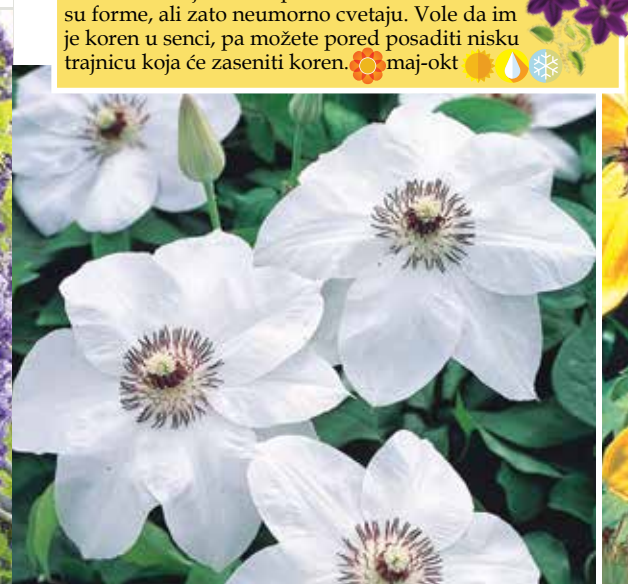 su forme, ali zato neumorno cvetaju. Vole da im
je koren u senci, pa možete pored posaditi nisku
trajnicu koja će zaseniti koren. maj-okt